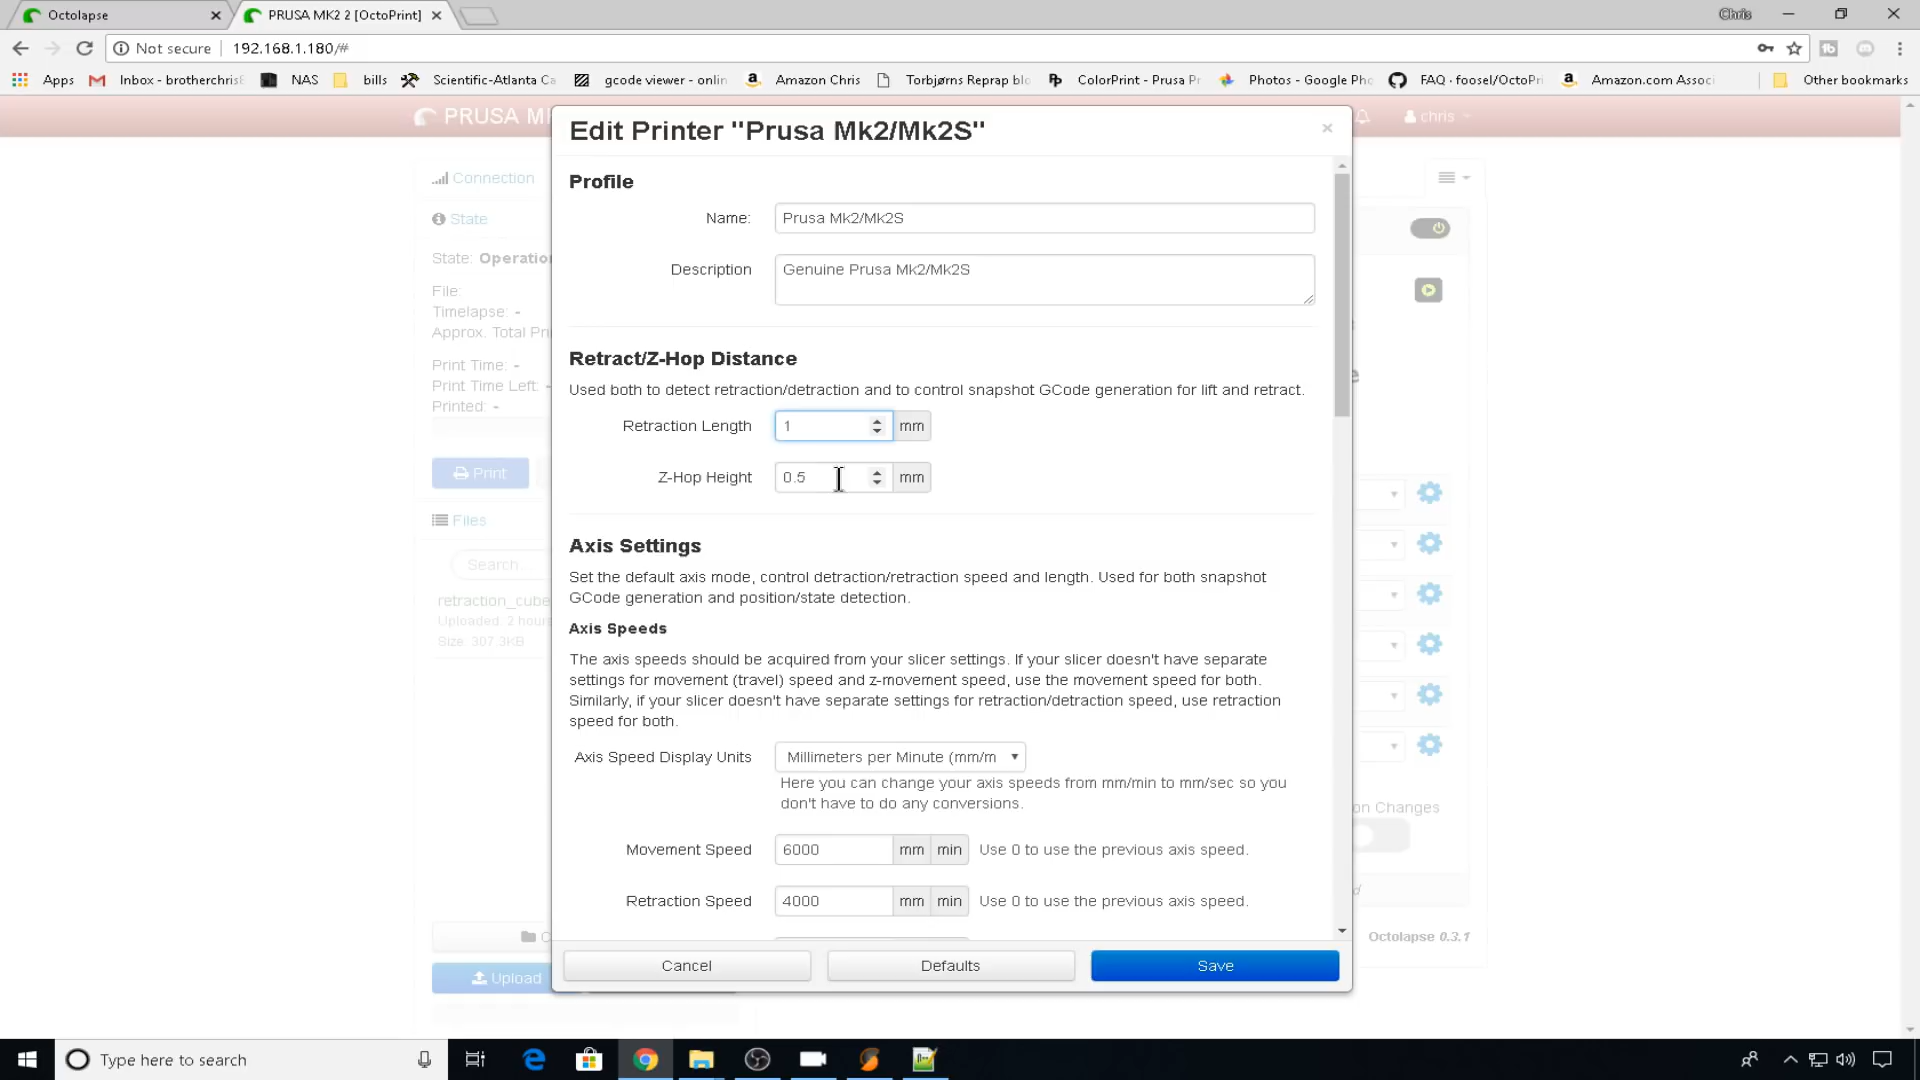 Octolapse
PRUSA MK2 2 [OctoPrint]
Chris
Not secure
192.168.1.180/#
Apps
Inbox - brotherchris
NAS
bills
Scientific-Atlanta Ca
gcode viewer - onlin
Amazon Chris
Torbjørns Reprap blo
ColorPrint - Prusa Pr
Photos - Google Pho
FAQ · foosel/OctoPri
Amazon.com Associ
Other bookmarks
PRUSA M
chris
Edit Printer "Prusa Mk2/Mk2S"
Connection
State
State: Operation
File:
Timelapse: -
Approx. Total Pri
Print Time: -
Print Time Left: -
Printed: -
Print
Files
Search...
retraction_cube
Uploaded: 2 hours
Size: 307.3KB
Upload
Profile
Name:
Prusa Mk2/Mk2S
Description
Genuine Prusa Mk2/Mk2S
Retract/Z-Hop Distance
Used both to detect retraction/detraction and to control snapshot GCode generation for lift and retract.
Retraction Length
1
mm
Z-Hop Height
0.5
mm
Axis Settings
Set the default axis mode, control detraction/retraction speed and length. Used for both snapshot
GCode generation and position/state detection.
Axis Speeds
The axis speeds should be acquired from your slicer settings. If your slicer doesn't have separate
settings for movement (travel) speed and z-movement speed, use the movement speed for both.
Similarly, if your slicer doesn't have separate settings for retraction/detraction speed, use retraction
speed for both.
Axis Speed Display Units
Millimeters per Minute (mm/m
Here you can change your axis speeds from mm/min to mm/sec so you
don't have to do any conversions.
Movement Speed
6000
mm
min
Use 0 to use the previous axis speed.
Retraction Speed
4000
mm
min
Use 0 to use the previous axis speed.
on Changes
Octolapse 0.3.1
Cancel
Defaults
Save
Type here to search